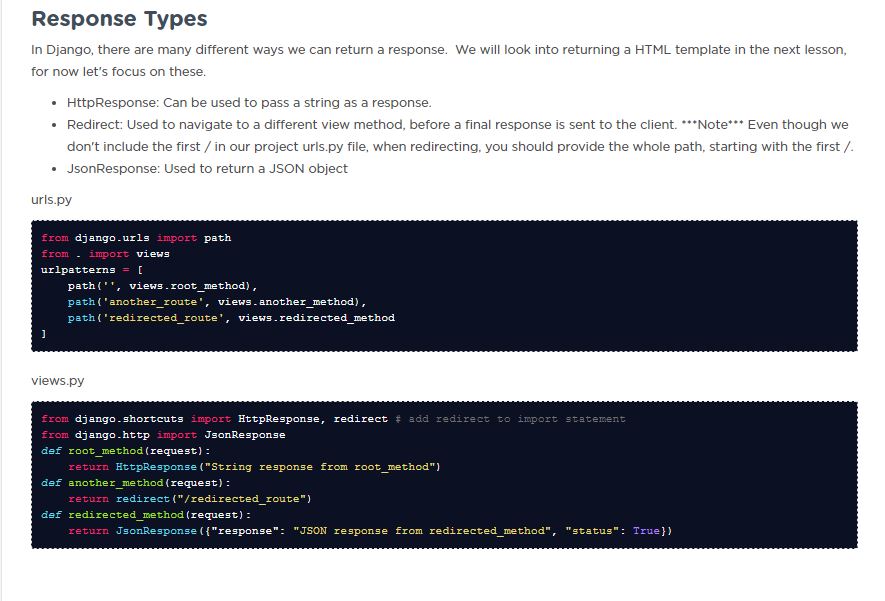 Response Types
In Django, there are many different ways we can return a response.  We will look into returning a HTML template in the next lesson,
for now let's focus on these.
• HttpResponse: Can be used to pass a string as a response.
• Redirect: Used to navigate to a different view method, before a final response is sent to the client. ***Note*** Even though we
don't include the first / in our project urls.py file, when redirecting, you should provide the whole path, starting with the first /.
• JsonResponse: Used to return a JSON object
urls.py
from django.urls import path
from . import views
urlpatterns = [
    path('', views.root_method),
    path('another_route', views.another_method),
    path('redirected_route', views.redirected_method
]
views.py
from django.shortcuts import HttpResponse, redirect # add redirect to import statement
from django.http import JsonResponse
def root_method(request):
    return HttpResponse("String response from root_method")
def another_method(request):
    return redirect("/redirected_route")
def redirected_method(request):
    return JsonResponse({"response": "JSON response from redirected_method", "status": True})